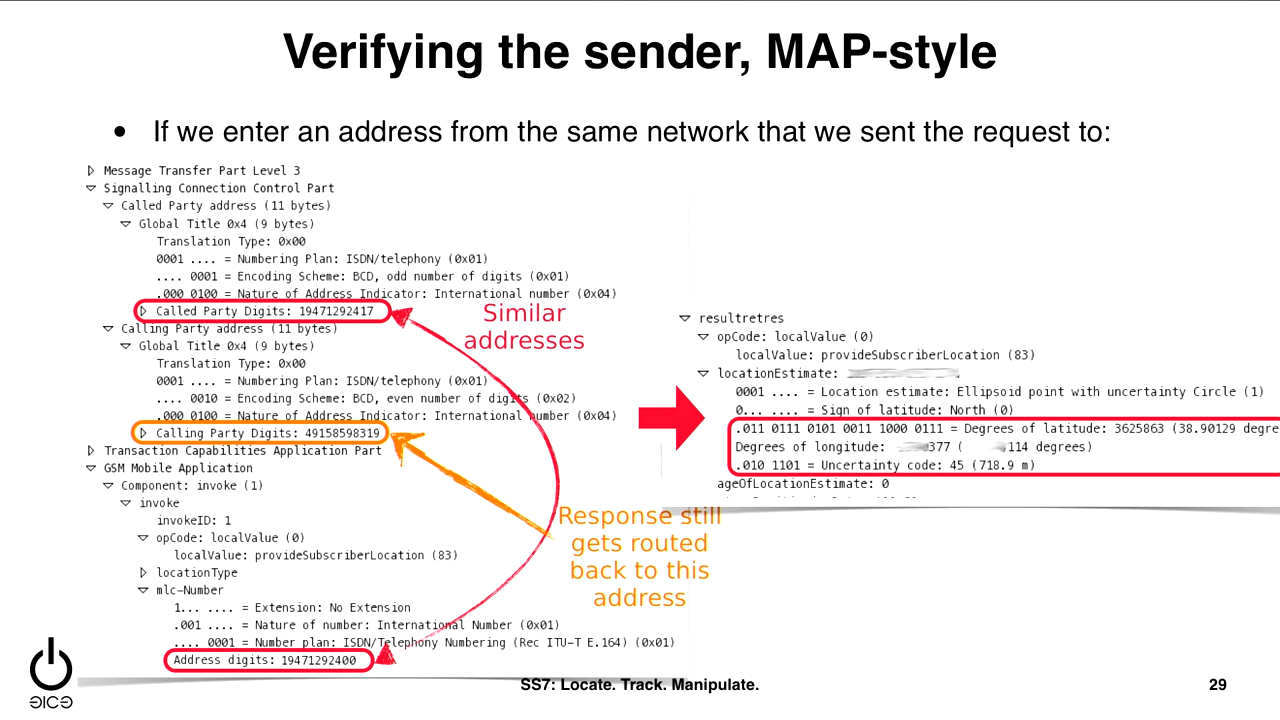 Verifying the sender, MAP-style
• If we enter an address from the same network that we sent the request to:
Message Transfer Part Level 3
Signalling Connection Control Part
Called Party address (11 bytes)
Global Title 0x4 (9 bytes)
Translation Type: 0x00
0001 .... = Numbering Plan: ISDN/telephony (0x01)
.... 0001 = Encoding Scheme: BCD, odd number of digits (0x01)
.000 0100 = Nature of Address Indicator: International number (0x04)
Called Party Digits: 19471292417
Calling Party address (11 bytes)
Global Title 0x4 (9 bytes)
Translation Type: 0x00
0001 .... = Numbering Plan: ISDN/telephony (0x01)
.... 0010 = Encoding Scheme: BCD, even number of digits (0x02)
.000 0100 = Nature of Address Indicator: International number (0x04)
Calling Party Digits: 49158598319
Transaction Capabilities Application Part
GSM Mobile Application
Component: invoke (1)
invoke
invokeID: 1
opCode: localValue (0)
localValue: provideSubscriberLocation (83)
locationType
mlc-Number
1... .... = Extension: No Extension
.001 .... = Nature of number: International Number (0x01)
.... 0001 = Number plan: ISDN/Telephony Numbering (Rec ITU-T E.164) (0x01)
Address digits: 19471292400
Similar
addresses
Response still
gets routed
back to this
address
resultretres
opCode: localValue (0)
localValue: provideSubscriberLocation (83)
locationEstimate:
0001 .... = Location estimate: Ellipsoid point with uncertainty Circle (1)
0... .... = Sign of latitude: North (0)
.011 0111 0101 0011 1000 0111 = Degrees of latitude: 3625863 (38.90129 degre
Degrees of longitude: 377 ( 114 degrees)
.010 1101 = Uncertainty code: 45 (718.9 m)
ageOfLocationEstimate: 0
SS7: Locate. Track. Manipulate.
29